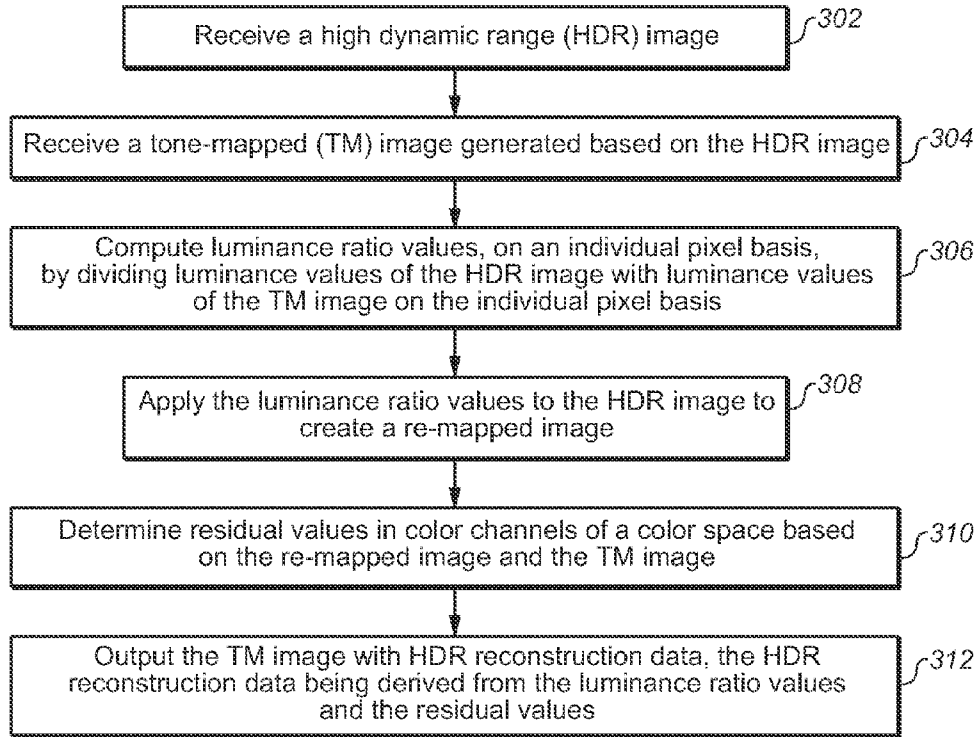 Receive a high dynamic range (HDR) image
302
Receive a tone-mapped (TM) image generated based on the HDR image
304
Compute luminance ratio values, on an individual pixel basis,
by dividing luminance values of the HDR image with luminance values
of the TM image on the individual pixel basis
306
Apply the luminance ratio values to the HDR image to
create a re-mapped image
308
Determine residual values in color channels of a color space based
on the re-mapped image and the TM image
310
Output the TM image with HDR reconstruction data, the HDR
reconstruction data being derived from the luminance ratio values
and the residual values
312